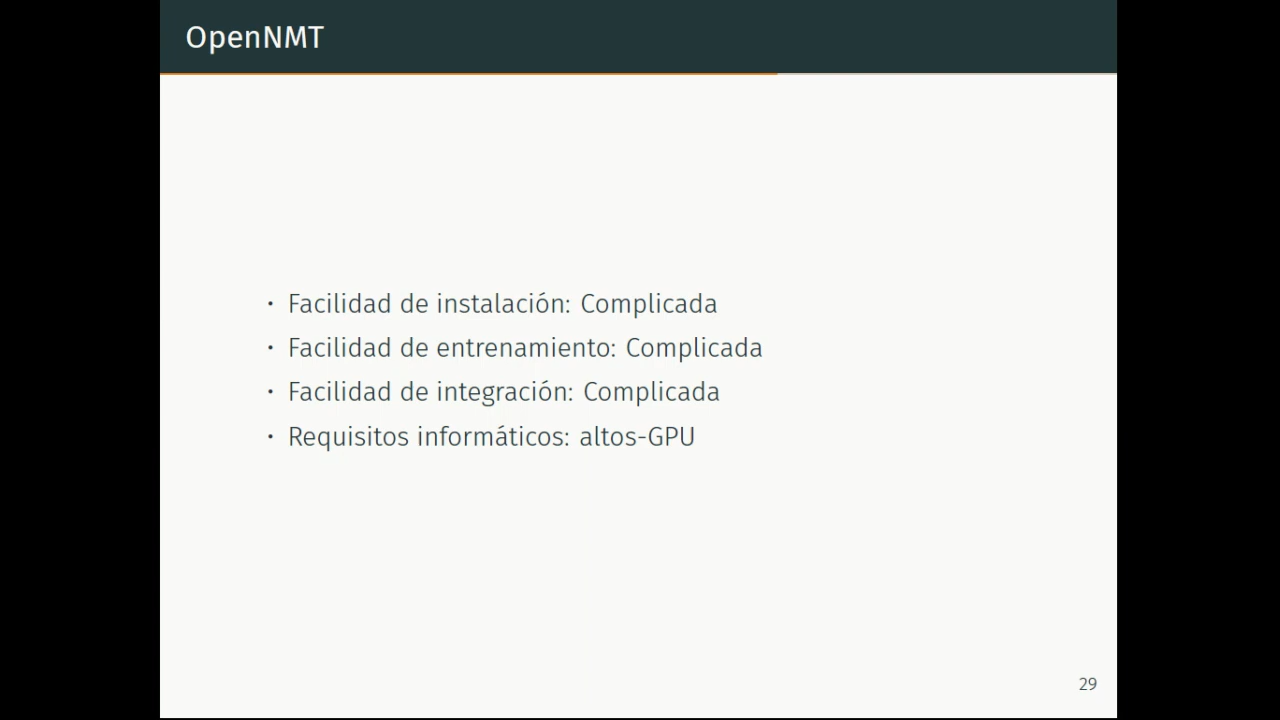 OpenNMT
· Facilidad de instalación: Complicada
· Facilidad de entrenamiento: Complicada
· Facilidad de integración: Complicada
· Requisitos informáticos: altos-GPU
29